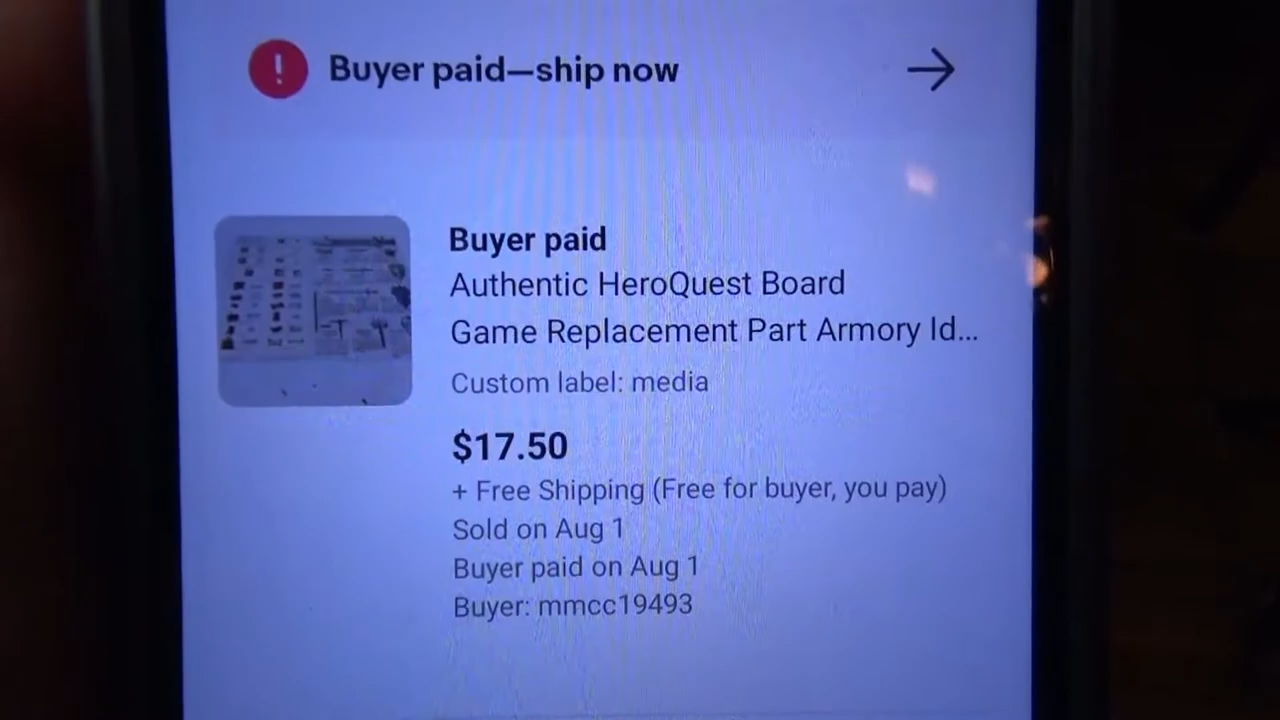 Buyer paid—ship now
Buyer paid
Authentic HeroQuest Board
Game Replacement Part Armory Id...
Custom label: media
$17.50
+ Free Shipping (Free for buyer, you pay)
Sold on Aug 1
Buyer paid on Aug 1
Buyer: mmcc19493